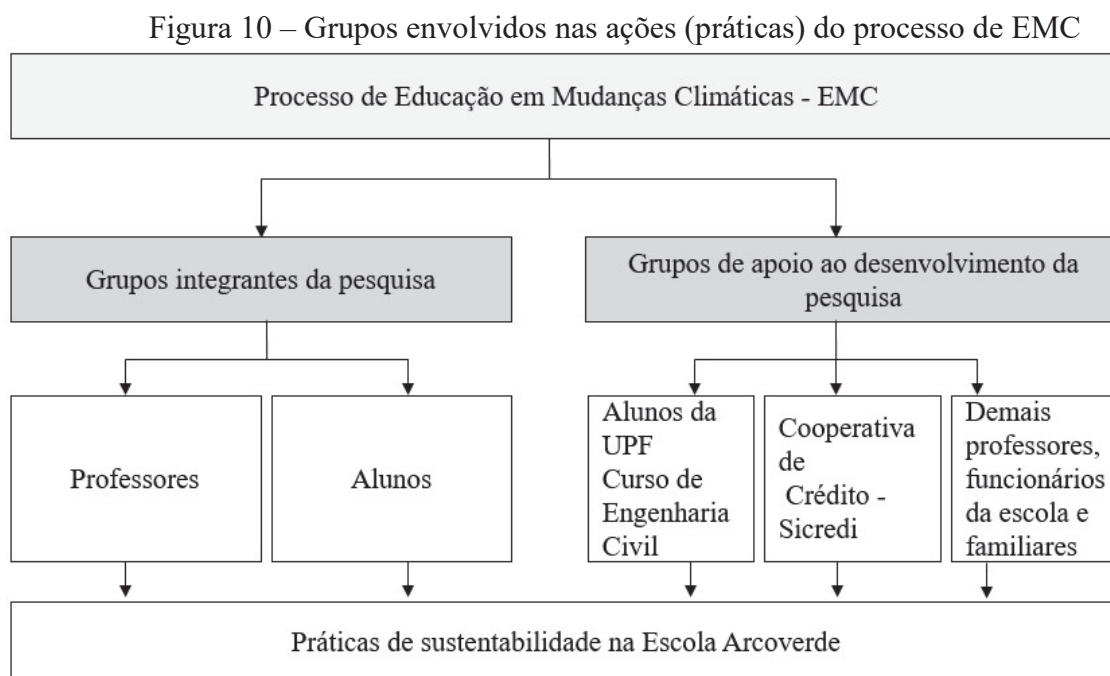 Figura 10 – Grupos envolvidos nas ações (práticas) do processo de EMC
Processo de Educação em Mudanças Climáticas - EMC
Grupos integrantes da pesquisa
Grupos de apoio ao desenvolvimento da
pesquisa
Professores
Alunos
Alunos da
UPF
Curso de
Engenharia
Civil
Cooperativa
de
Crédito -
Sicredi
Demais
professores,
funcionários
da escola e
familiares
Práticas de sustentabilidade na Escola Arcoverde